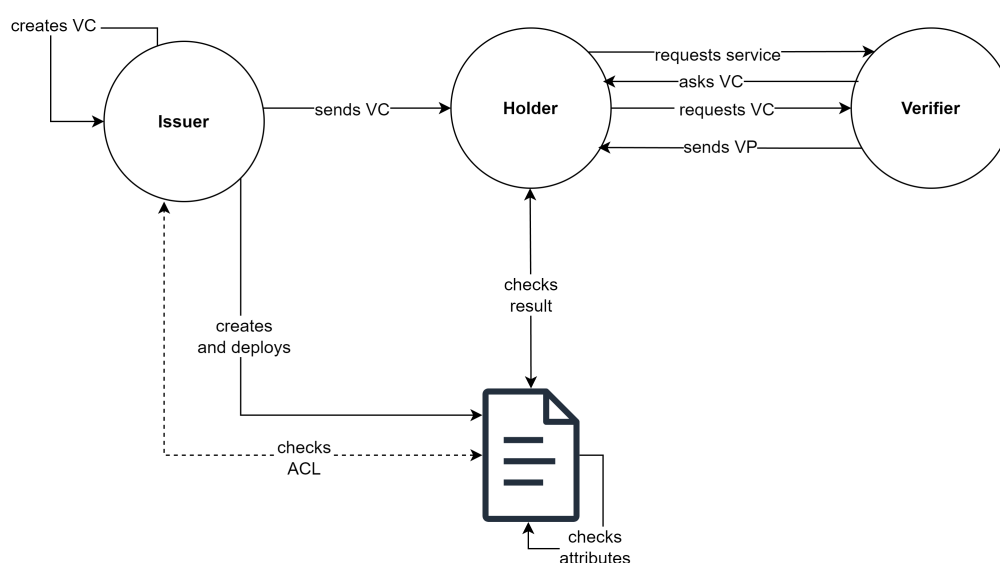 creates VC
Issuer
sends VC
Holder
requests service
asks VC
requests VC
sends VP
Verifier
checks
result
creates
and deploys
checks
ACL
checks
attributes